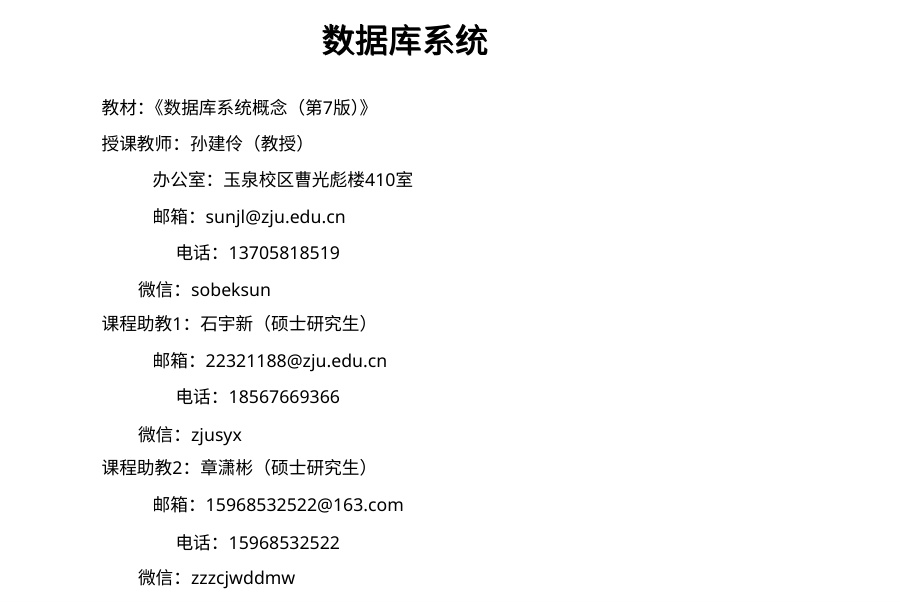 数据库系统
教材：《数据库系统概念（第7版）》
授课教师：孙建伶（教授）
办公室：玉泉校区曹光彪楼410室
邮箱：sunjl@zju.edu.cn
电话：13705818519
微信：sobeksun
课程助教1：石宇新（硕士研究生）
邮箱：22321188@zju.edu.cn
电话：18567669366
微信：zjusyx
课程助教2：章潇彬（硕士研究生）
邮箱：15968532522@163.com
电话：15968532522
微信：zzzcjwddmw